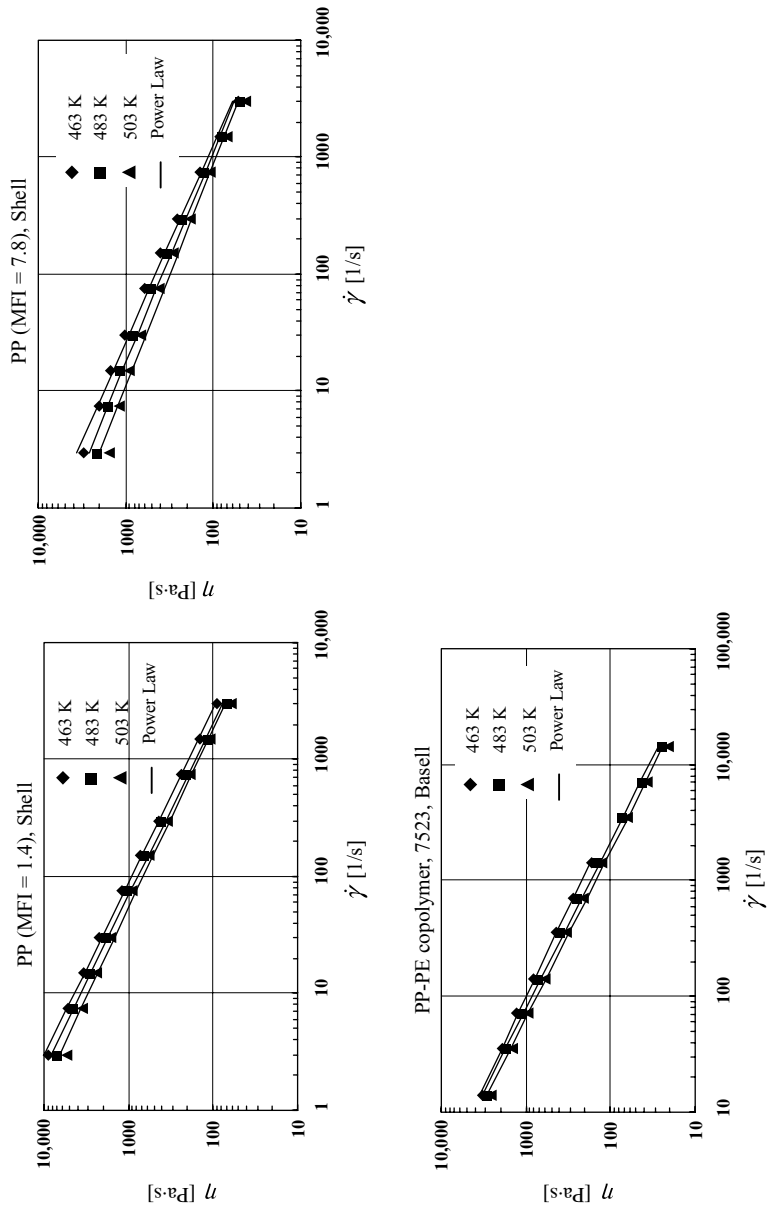 PP (MFI = 1.4), Shell
10,000
1000
100
10
η [Pa·s]
1
10
100
1000
10,000
γ̇ [1/s]
463 K
483 K
503 K
Power Law
PP (MFI = 7.8), Shell
10,000
1000
100
10
η [Pa·s]
1
10
100
1000
10,000
γ̇ [1/s]
463 K
483 K
503 K
Power Law
PP-PE copolymer, 7523, Basell
10,000
1000
100
10
η [Pa·s]
10
100
1000
10,000
100,000
γ̇ [1/s]
463 K
483 K
503 K
Power Law